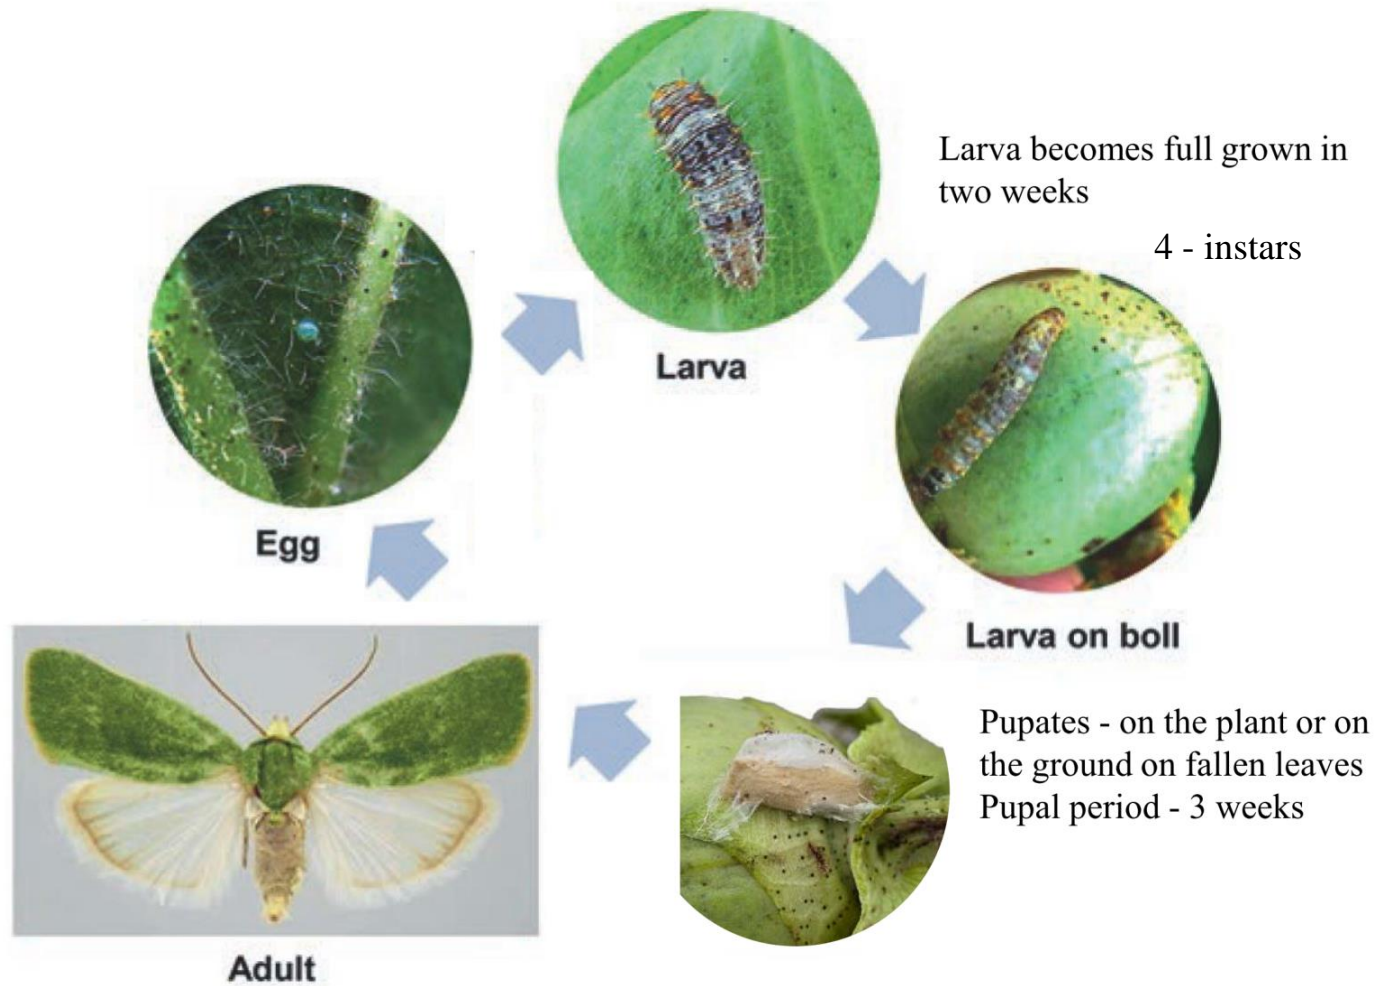 Larva becomes full grown in
two weeks
4 - instars
Larva
Egg
Larva on boll
Pupates - on the plant or on
the ground on fallen leaves
Pupal period - 3 weeks
Adult